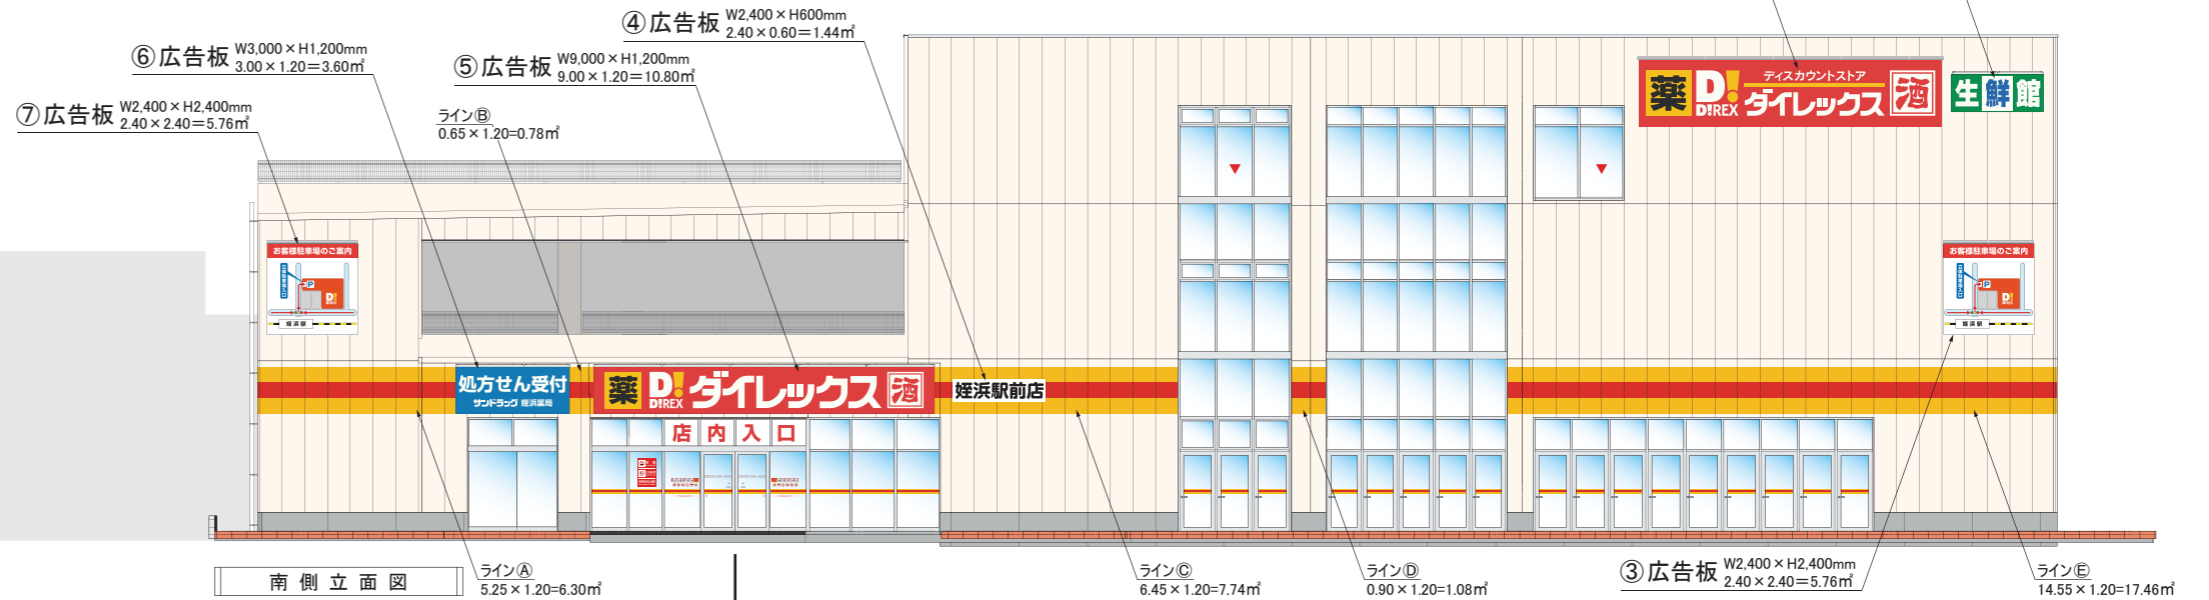 ④広告板 W2,400×H600mm
2.40×0.60=1.44㎡
⑥広告板 W3,000×H1,200mm
3.00×1.20=3.60㎡
⑤広告板 W9,000×H1,200mm
9.00×1.20=10.80㎡
⑦広告板 W2,400×H2,400mm
2.40×2.40=5.76㎡
ラインⒷ
0.65×1.20=0.78㎡
薬 D! D!REX ディスカウントストア
ダイレックス 酒
生鮮館
お客様駐車場のご案内
P
D!
姪浜駅
お客様駐車場のご案内
P
D!
姪浜駅
処方せん受付
サンドラッグ 姪浜薬局
薬 D! D!REX ダイレックス 酒
姪浜駅前店
店内入口
南側立面図
ラインⒶ
5.25×1.20=6.30㎡
ラインⒸ
6.45×1.20=7.74㎡
ラインⒹ
0.90×1.20=1.08㎡
③広告板 W2,400×H2,400mm
2.40×2.40=5.76㎡
ラインⒺ
14.55×1.20=17.46㎡